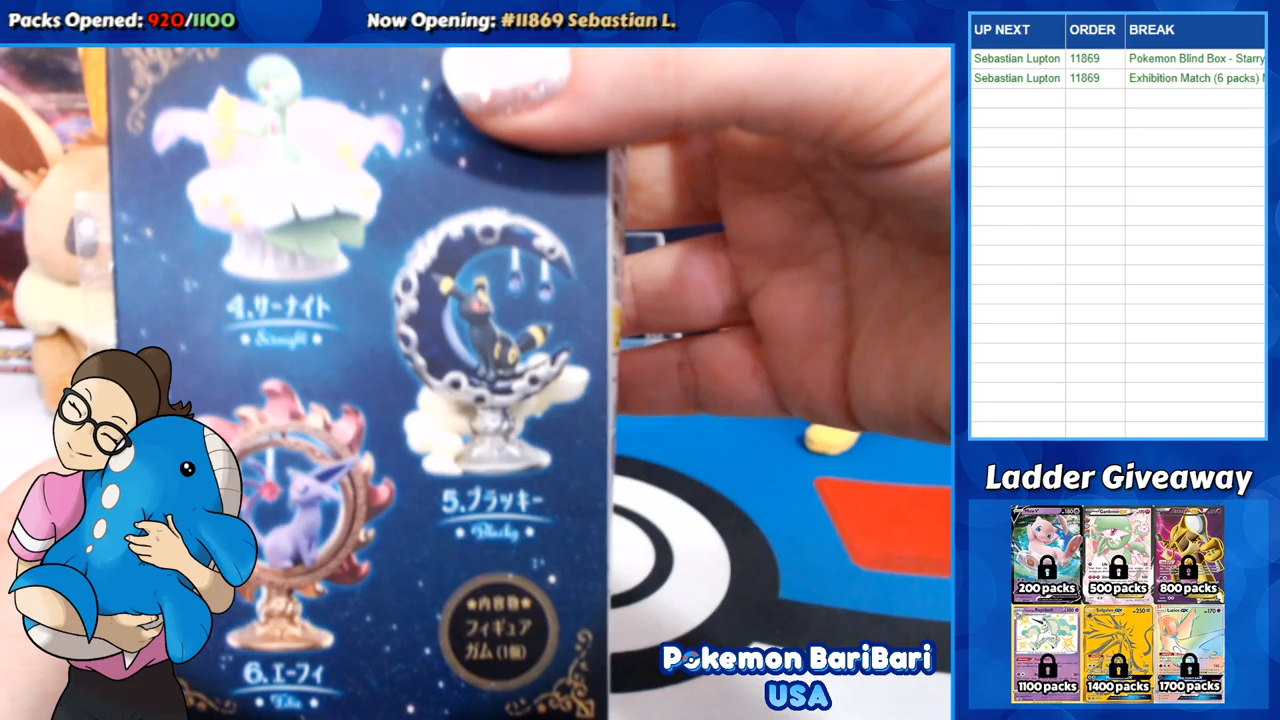 Packs Opened: 920/1100
Now Opening: #11869 Sebastian L.
UP NEXT ORDER BREAK
Sebastian Lupton 11869 Pokemon Blind Box - Starry
Sebastian Lupton 11869 Exhibition Match (6 packs)
4.サーナイト
Sirnight
5.ブラッキー
Blacky
6.エーフィ
Eifie
★内容物★
フィギュア
ガム(1個)
Pokemon BariBari
USA
Ladder Giveaway
200 packs
500 packs
800 packs
1100 packs
1400 packs
1700 packs